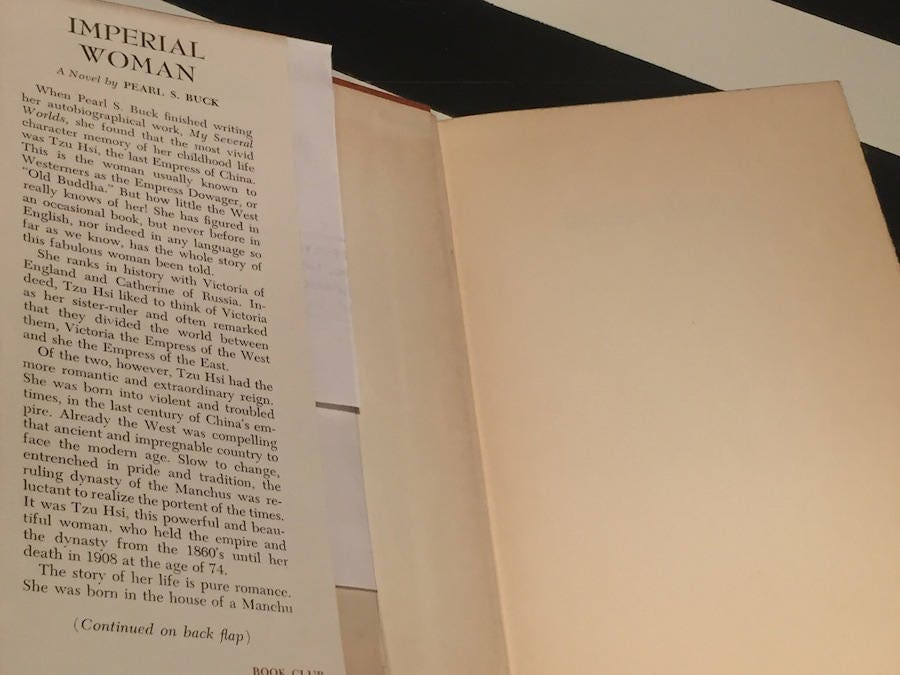 IMPERIAL
WOMAN
A Novel by PEARL S. BUCK
When Pearl S. Buck finished writing
her autobiographical work, My Several
Worlds, she found that the most vivid
character memory of her childhood life
was Tzu Hsi, the last Empress of China.
This is the woman usually known to
Westerners as the Empress Dowager, or
"Old Buddha." But how little the West
really knows of her! She has figured in
an occasional book, but never before in
English, nor indeed in any language so
far as we know, has the whole story of
this fabulous woman been told.
She ranks in history with Victoria of
England and Catherine of Russia. In-
deed, Tzu Hsi liked to think of Victoria
as her sister-ruler and often remarked
that they divided the world between
them, Victoria the Empress of the West
and she the Empress of the East.
Of the two, however, Tzu Hsi had the
more romantic and extraordinary reign.
She was born into violent and troubled
times, in the last century of China's em-
pire. Already the West was compelling
that ancient and impregnable country to
face the modern age. Slow to change,
entrenched in pride and tradition, the
ruling dynasty of the Manchus was re-
luctant to realize the portent of the times.
It was Tzu Hsi, this powerful and beau-
tiful woman, who held the empire and
the dynasty from the 1860's until her
death in 1908 at the age of 74.
The story of her life is pure romance.
She was born in the house of a Manchu
(Continued on back flap)
BOOK CLUB